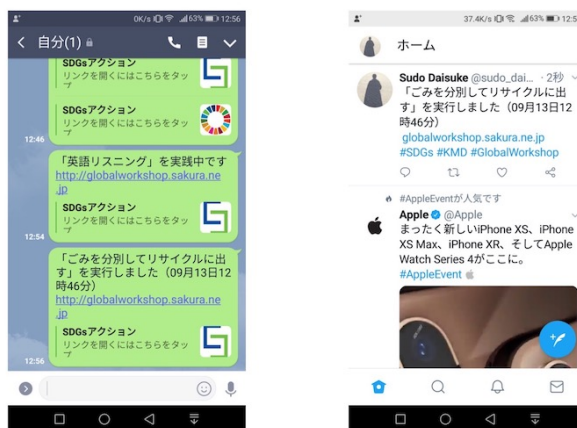 0K/s 63% 12:56
自分(1)
SDGsアクション
リンクを開くにはこちらをタッ
プ
SDGsアクション
リンクを開くにはこちらをタッ
プ
12:46
「英語リスニング」を実践中です
http://globalworkshop.sakura.ne
.jp
SDGsアクション
リンクを開くにはこちらをタッ
プ
12:54
「ごみを分別してリサイクルに出
す」を実行しました（09月13日12
時46分）
http://globalworkshop.sakura.ne
.jp
SDGsアクション
リンクを開くにはこちらをタッ
プ
12:56
37.4K/s 63% 12:5
ホーム
Sudo Daisuke @sudo_dai... · 2秒
「ごみを分別してリサイクルに出
す」を実行しました（09月13日12
時46分）
globalworkshop.sakura.ne.jp
#SDGs #KMD #GlobalWorkshop
#AppleEventが人気です
Apple @Apple
まったく新しいiPhone XS、iPhone
XS Max、iPhone XR、そしてApple
Watch Series 4がここに。
#AppleEvent